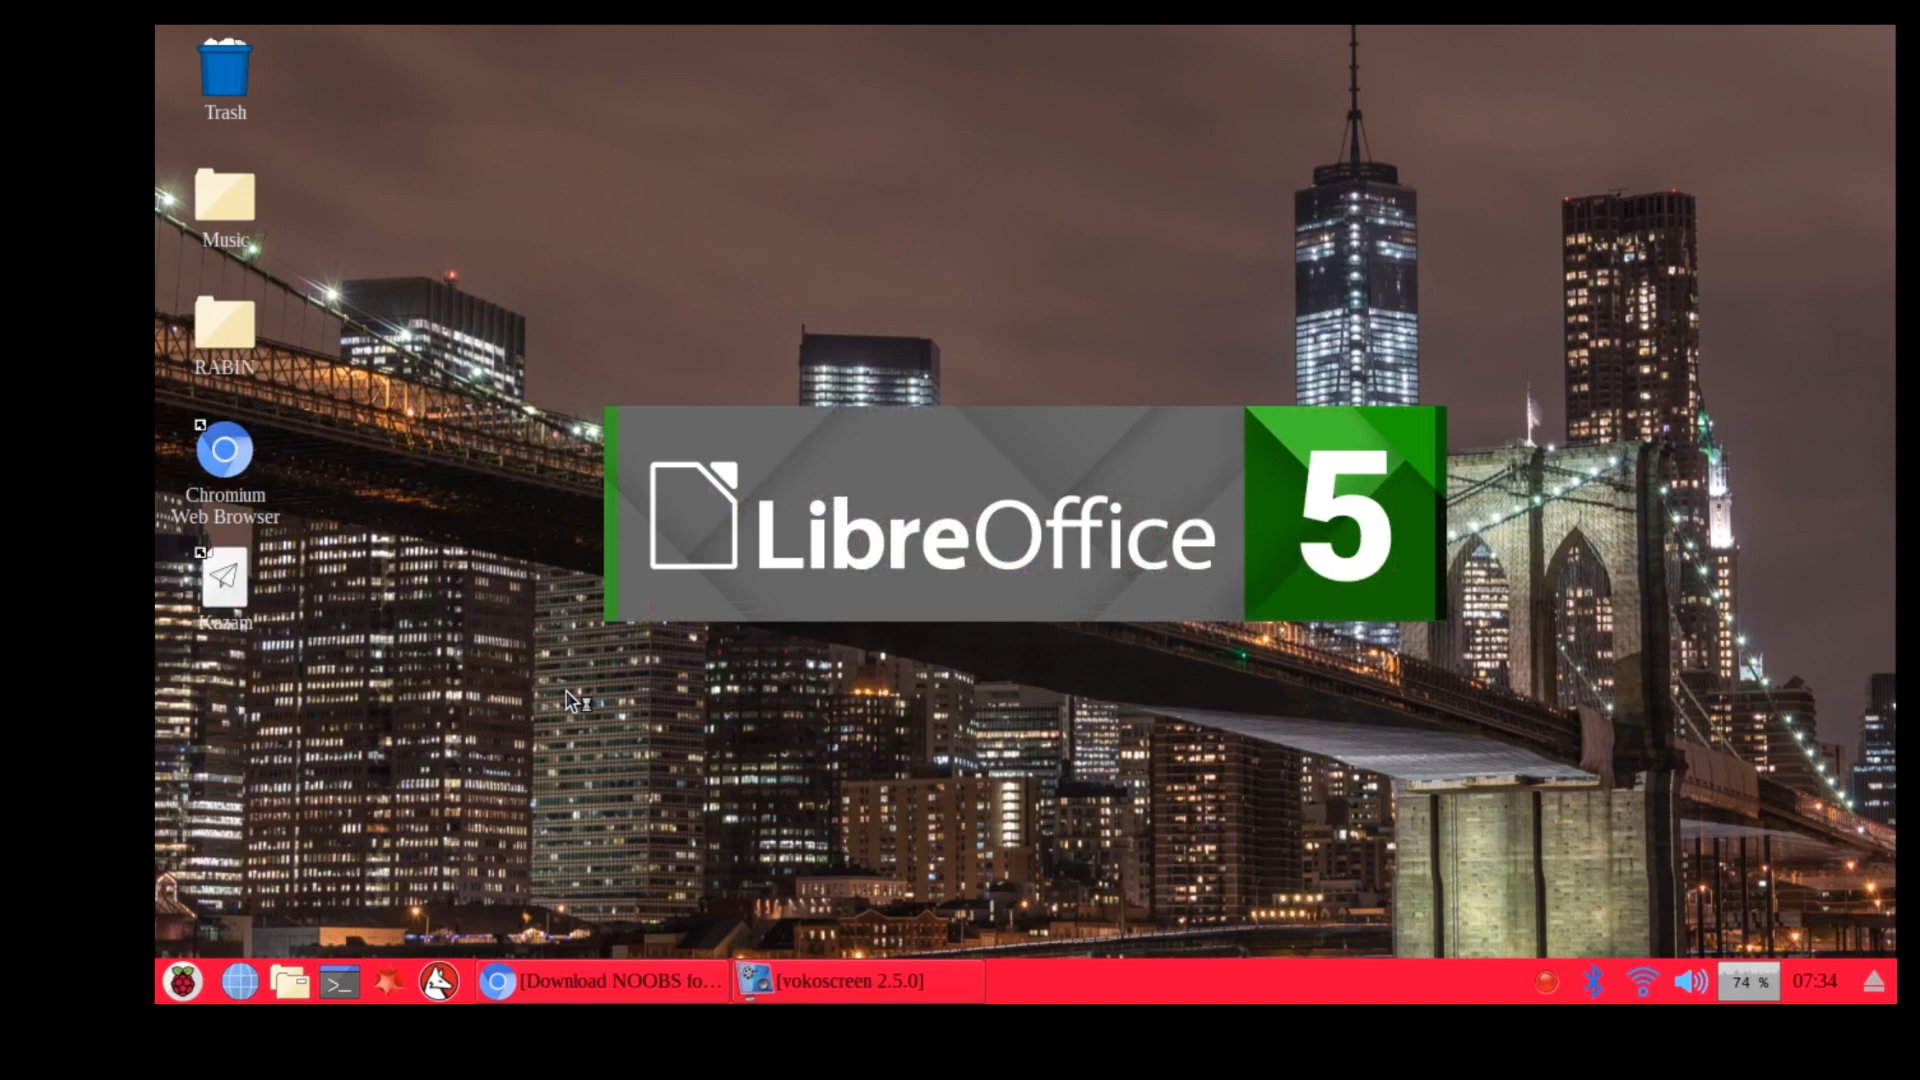 Trash
Music
RABIN
Chromium
Web Browser
Kazam
LibreOffice 5
>_
[Download NOOBS fo...
[vokoscreen 2.5.0]
74 %
07:34